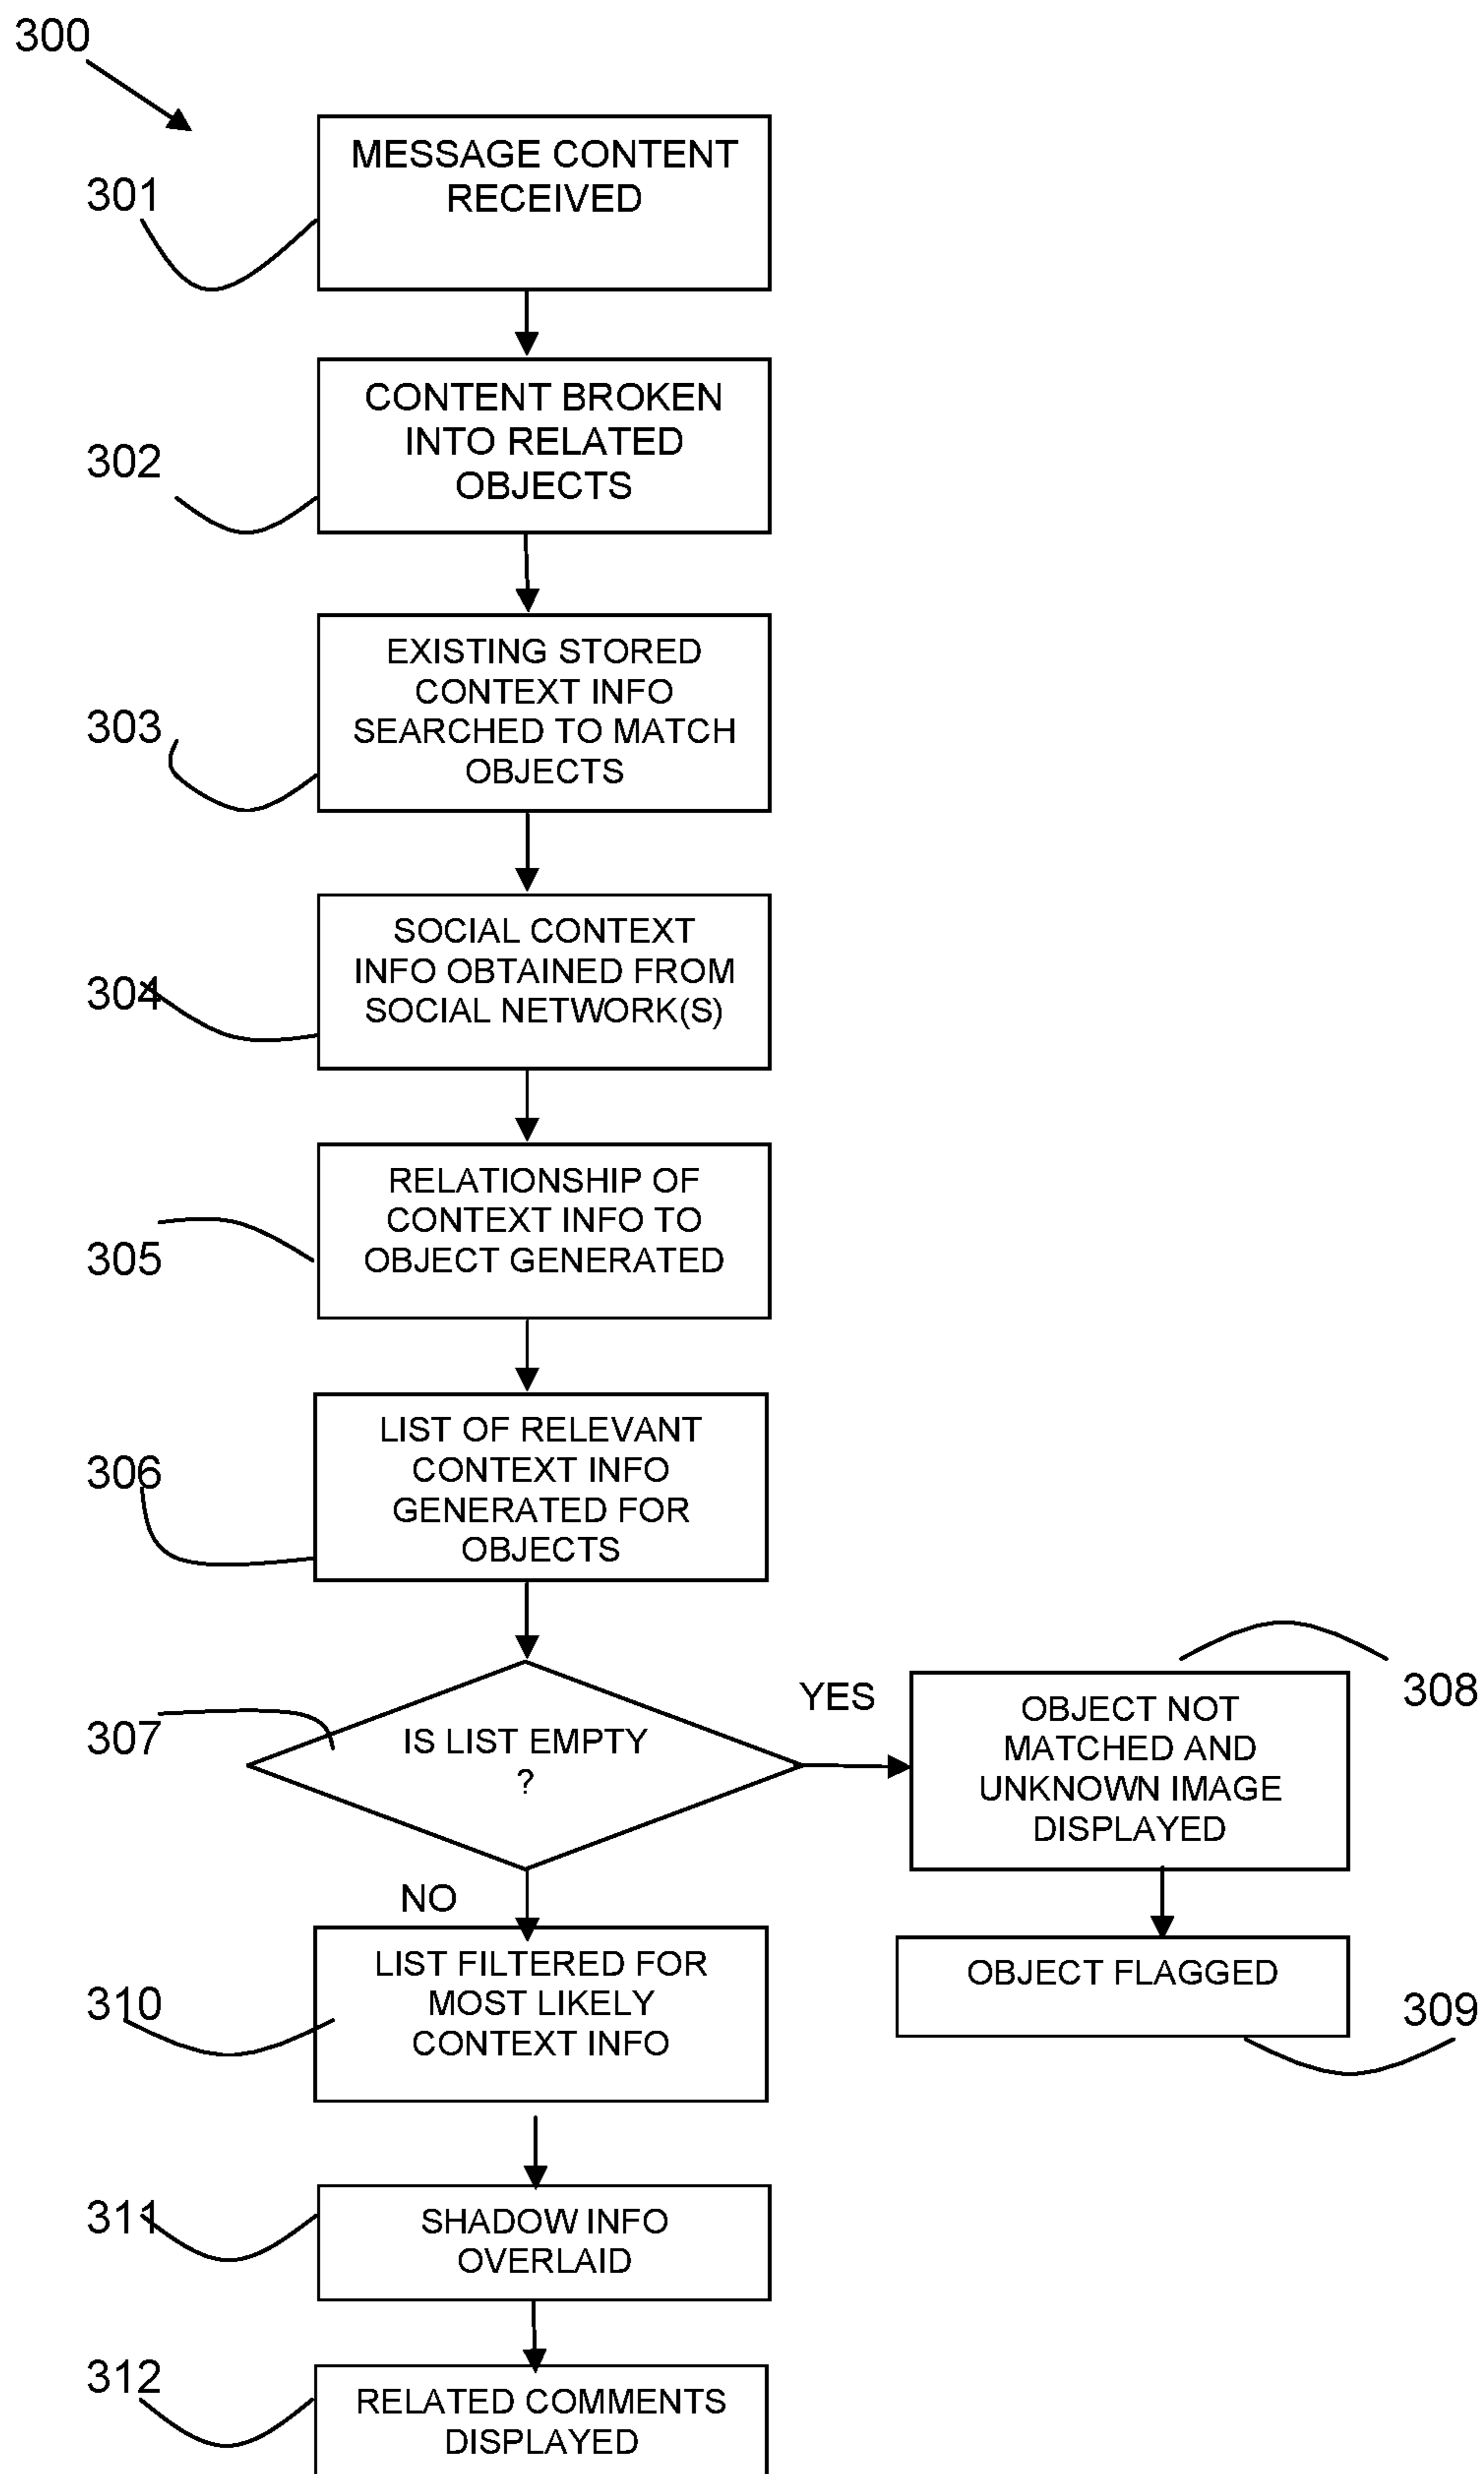 300
301
MESSAGE CONTENT
RECEIVED
302
CONTENT BROKEN
INTO RELATED
OBJECTS
303
EXISTING STORED
CONTEXT INFO
SEARCHED TO MATCH
OBJECTS
304
SOCIAL CONTEXT
INFO OBTAINED FROM
SOCIAL NETWORK(S)
305
RELATIONSHIP OF
CONTEXT INFO TO
OBJECT GENERATED
306
LIST OF RELEVANT
CONTEXT INFO
GENERATED FOR
OBJECTS
307
IS LIST EMPTY
?
YES
308
OBJECT NOT
MATCHED AND
UNKNOWN IMAGE
DISPLAYED
NO
309
OBJECT FLAGGED
310
LIST FILTERED FOR
MOST LIKELY
CONTEXT INFO
311
SHADOW INFO
OVERLAID
312
RELATED COMMENTS
DISPLAYED